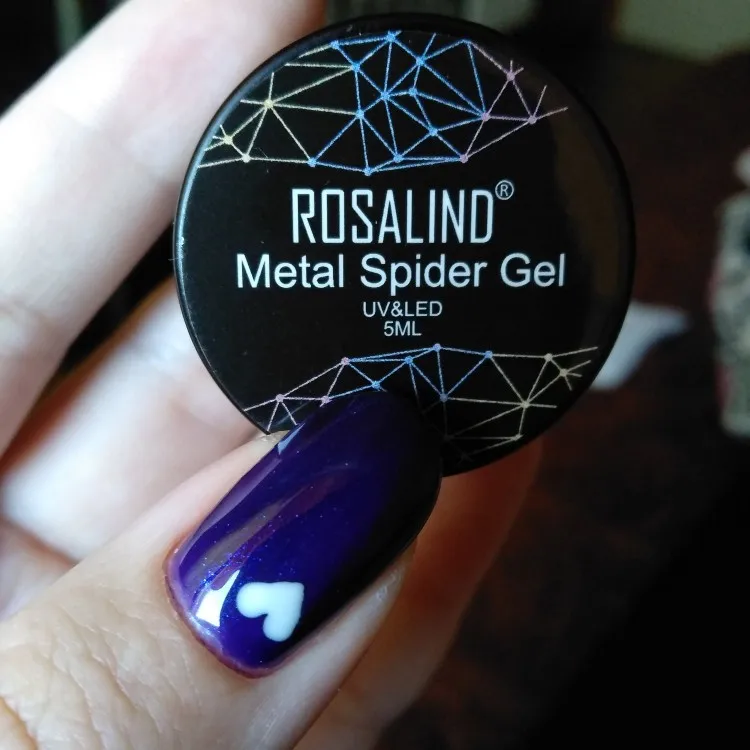 ROSALIND®
Metal Spider Gel
UV&LED
5ML